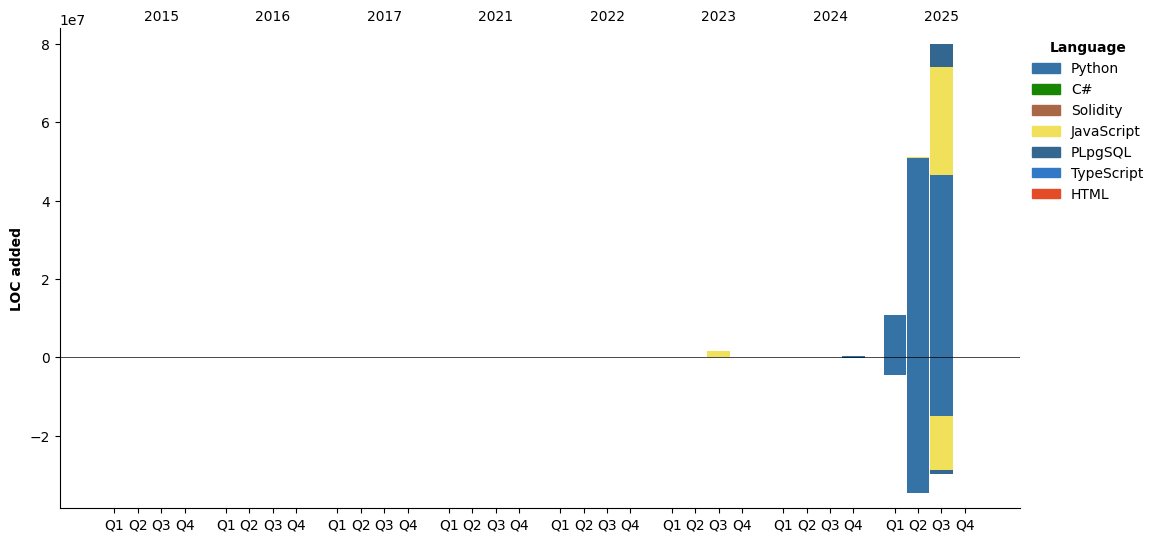 2015 2016 2017 2021 2022 2023 2024 2025
1e7
8
6
4
2
0
−2
LOC added
Q1 Q2 Q3 Q4 Q1 Q2 Q3 Q4 Q1 Q2 Q3 Q4 Q1 Q2 Q3 Q4 Q1 Q2 Q3 Q4 Q1 Q2 Q3 Q4 Q1 Q2 Q3 Q4 Q1 Q2 Q3 Q4
Language
Python
C#
Solidity
JavaScript
PLpgSQL
TypeScript
HTML